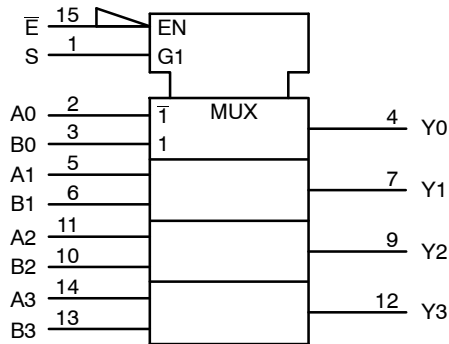 E̅ 15 EN
S 1 G1
MUX
A0 2 1̅ 4 Y0
B0 3 1
A1 5 7 Y1
B1 6
A2 11 9 Y2
B2 10
A3 14 12 Y3
B3 13